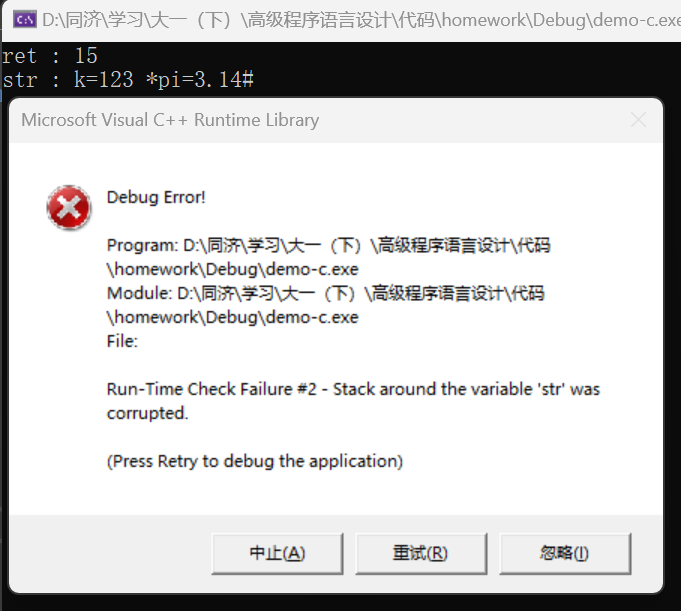 D:\同济\学习\大一（下）\高级程序语言设计\代码\homework\Debug\demo-c.exe
ret : 15
str : k=123 *pi=3.14#
Microsoft Visual C++ Runtime Library
Debug Error!
Program: D:\同济\学习\大一（下）\高级程序语言设计\代码
\homework\Debug\demo-c.exe
Module: D:\同济\学习\大一（下）\高级程序语言设计\代码
\homework\Debug\demo-c.exe
File:
Run-Time Check Failure #2 - Stack around the variable 'str' was
corrupted.
(Press Retry to debug the application)
中止(A) 重试(R) 忽略(I)